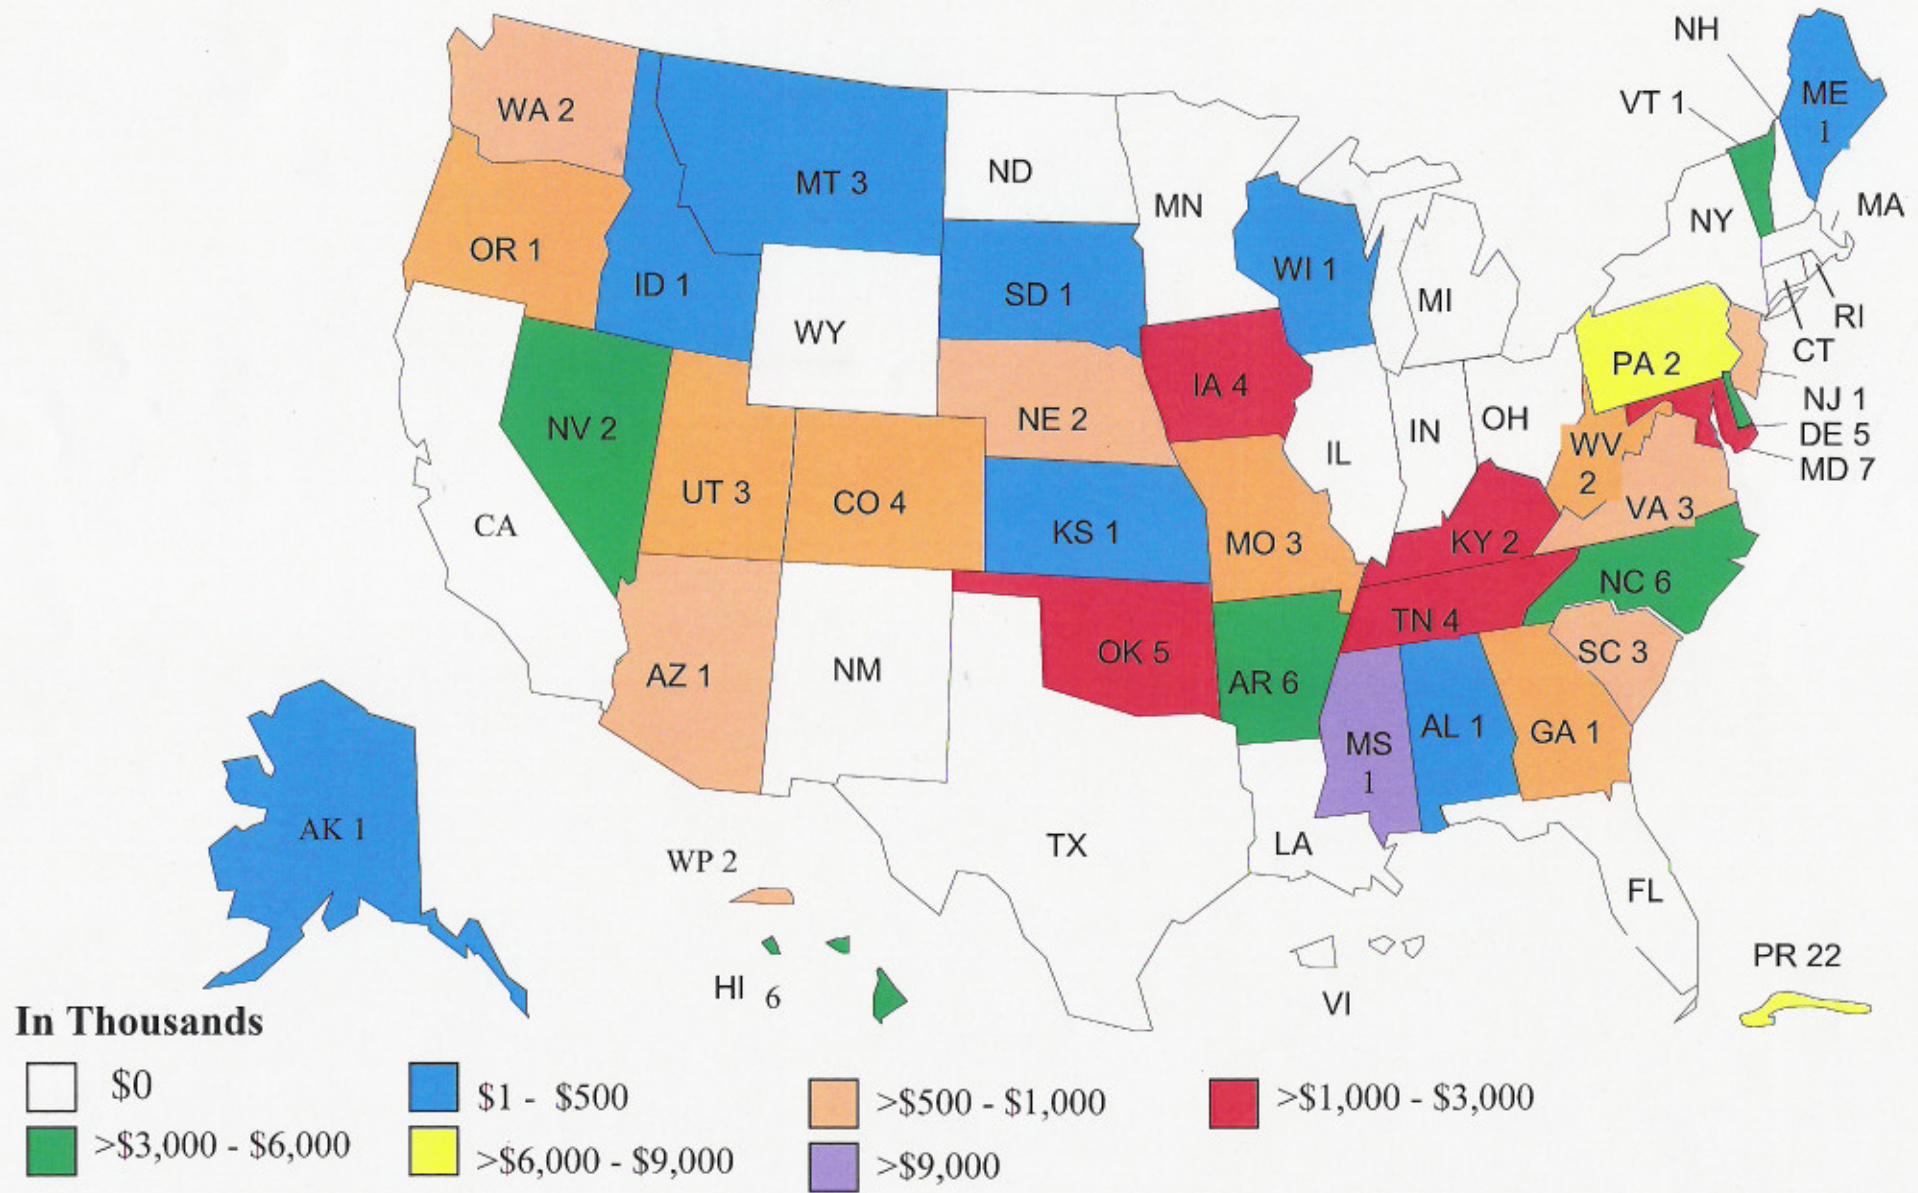 NH
VT 1
ME
1
WA 2
ND
MT 3
MN
NY
MA
OR 1
ID 1
SD 1
WI 1
MI
RI
WY
CT
PA 2
NJ 1
IA 4
NE 2
NV 2
IL
IN
OH
WV
2
DE 5
MD 7
UT 3
CO 4
VA 3
CA
KS 1
MO 3
KY 2
NC 6
TN 4
OK 5
SC 3
AZ 1
NM
AR 6
MS
1
AL 1
GA 1
AK 1
WP 2
TX
LA
FL
HI 6
VI
PR 22
In Thousands
$0
$1 - $500
>$500 - $1,000
>$1,000 - $3,000
>$3,000 - $6,000
>$6,000 - $9,000
>$9,000